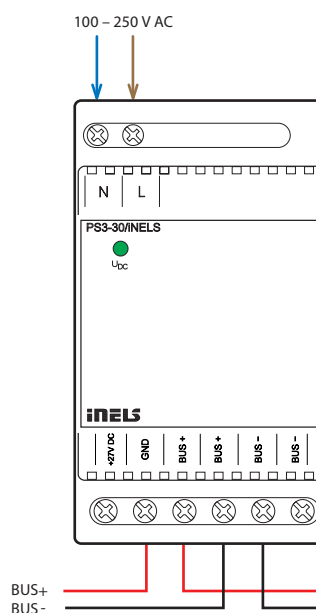 100 – 250 V AC
N L
PS3-30/INELS
UDC
iNELS
+27V DC GND BUS + BUS + BUS – BUS –
BUS+
BUS -